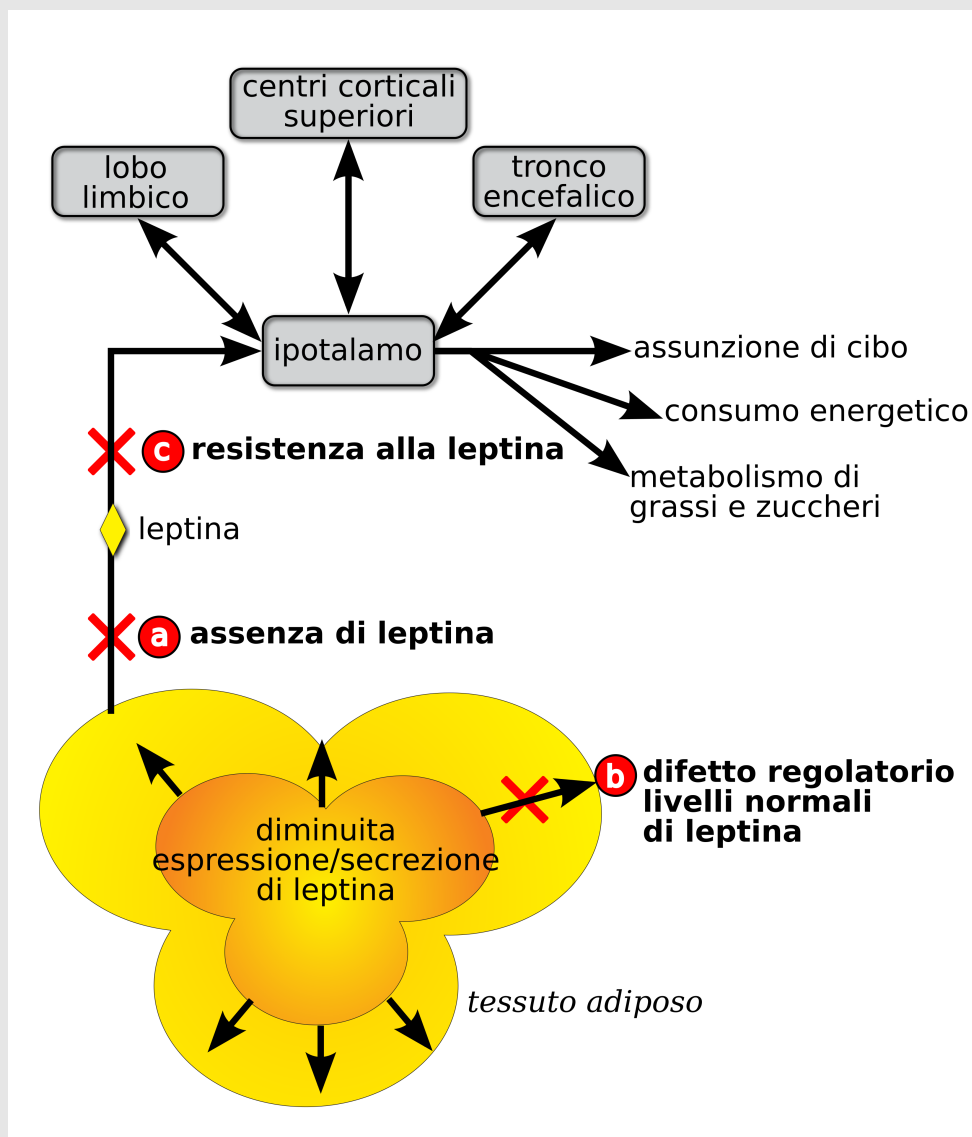 centri corticali
superiori
lobo
limbico
tronco
encefalico
ipotalamo
assunzione di cibo
consumo energetico
metabolismo di
grassi e zuccheri
c resistenza alla leptina
leptina
a assenza di leptina
b difetto regolatorio
livelli normali
di leptina
diminuita
espressione/secrezione
di leptina
tessuto adiposo